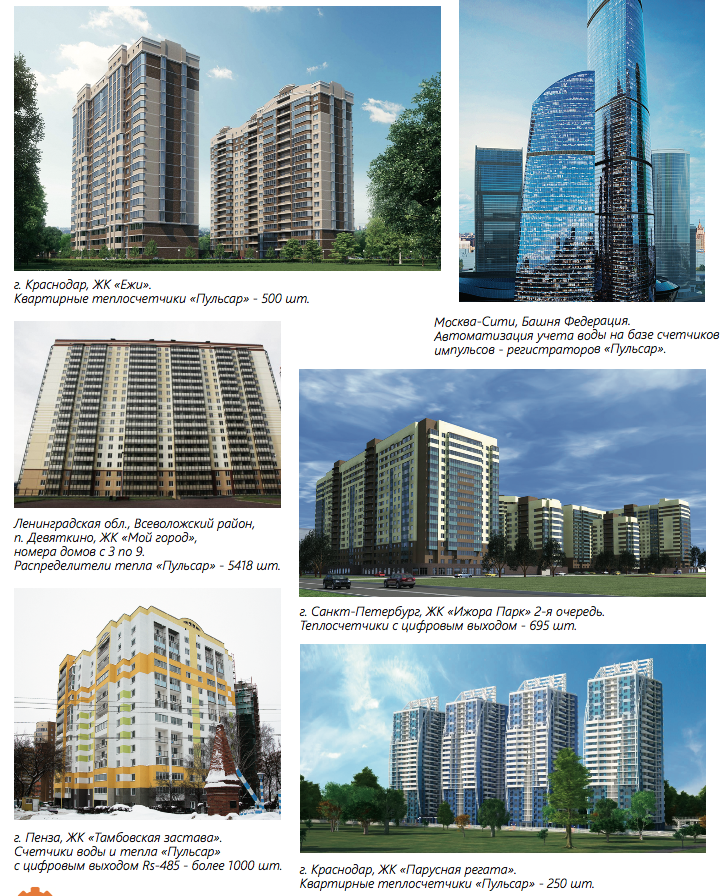 г. Краснодар, ЖК «Ежи».
Квартирные теплосчетчики «Пульсар» - 500 шт.
Москва-Сити, Башня Федерация.
Автоматизация учета воды на базе счетчиков
импульсов - регистраторов «Пульсар».
Ленинградская обл., Всеволожский район,
п. Девяткино, ЖК «Мой город»,
номера домов с 3 по 9.
Распределители тепла «Пульсар» - 5418 шт.
г. Санкт-Петербург, ЖК «Ижора Парк» 2-я очередь.
Теплосчетчики с цифровым выходом - 695 шт.
г. Пенза, ЖК «Тамбовская застава».
Счетчики воды и тепла «Пульсар»
с цифровым выходом Rs-485 - более 1000 шт.
г. Краснодар, ЖК «Парусная регата».
Квартирные теплосчетчики «Пульсар» - 250 шт.